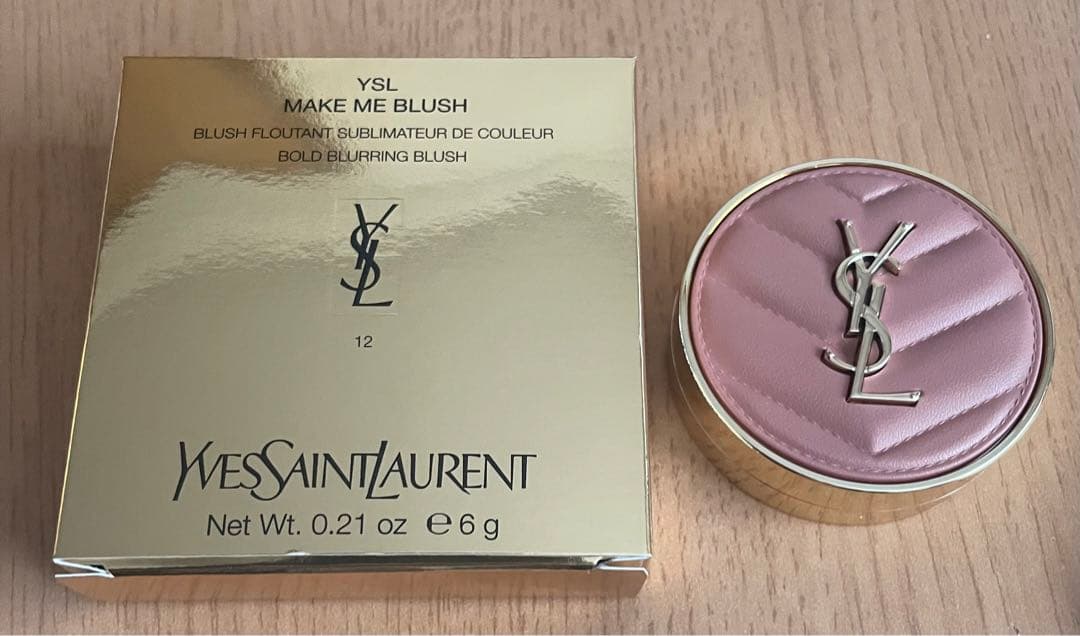 YSL
MAKE ME BLUSH
BLUSH FLOUTANT SUBLIMATEUR DE COULEUR
BOLD BLURRING BLUSH
YSL
12
YVESSAINTLAURENT
Net Wt. 0.21 oz ℮ 6 g
YSL